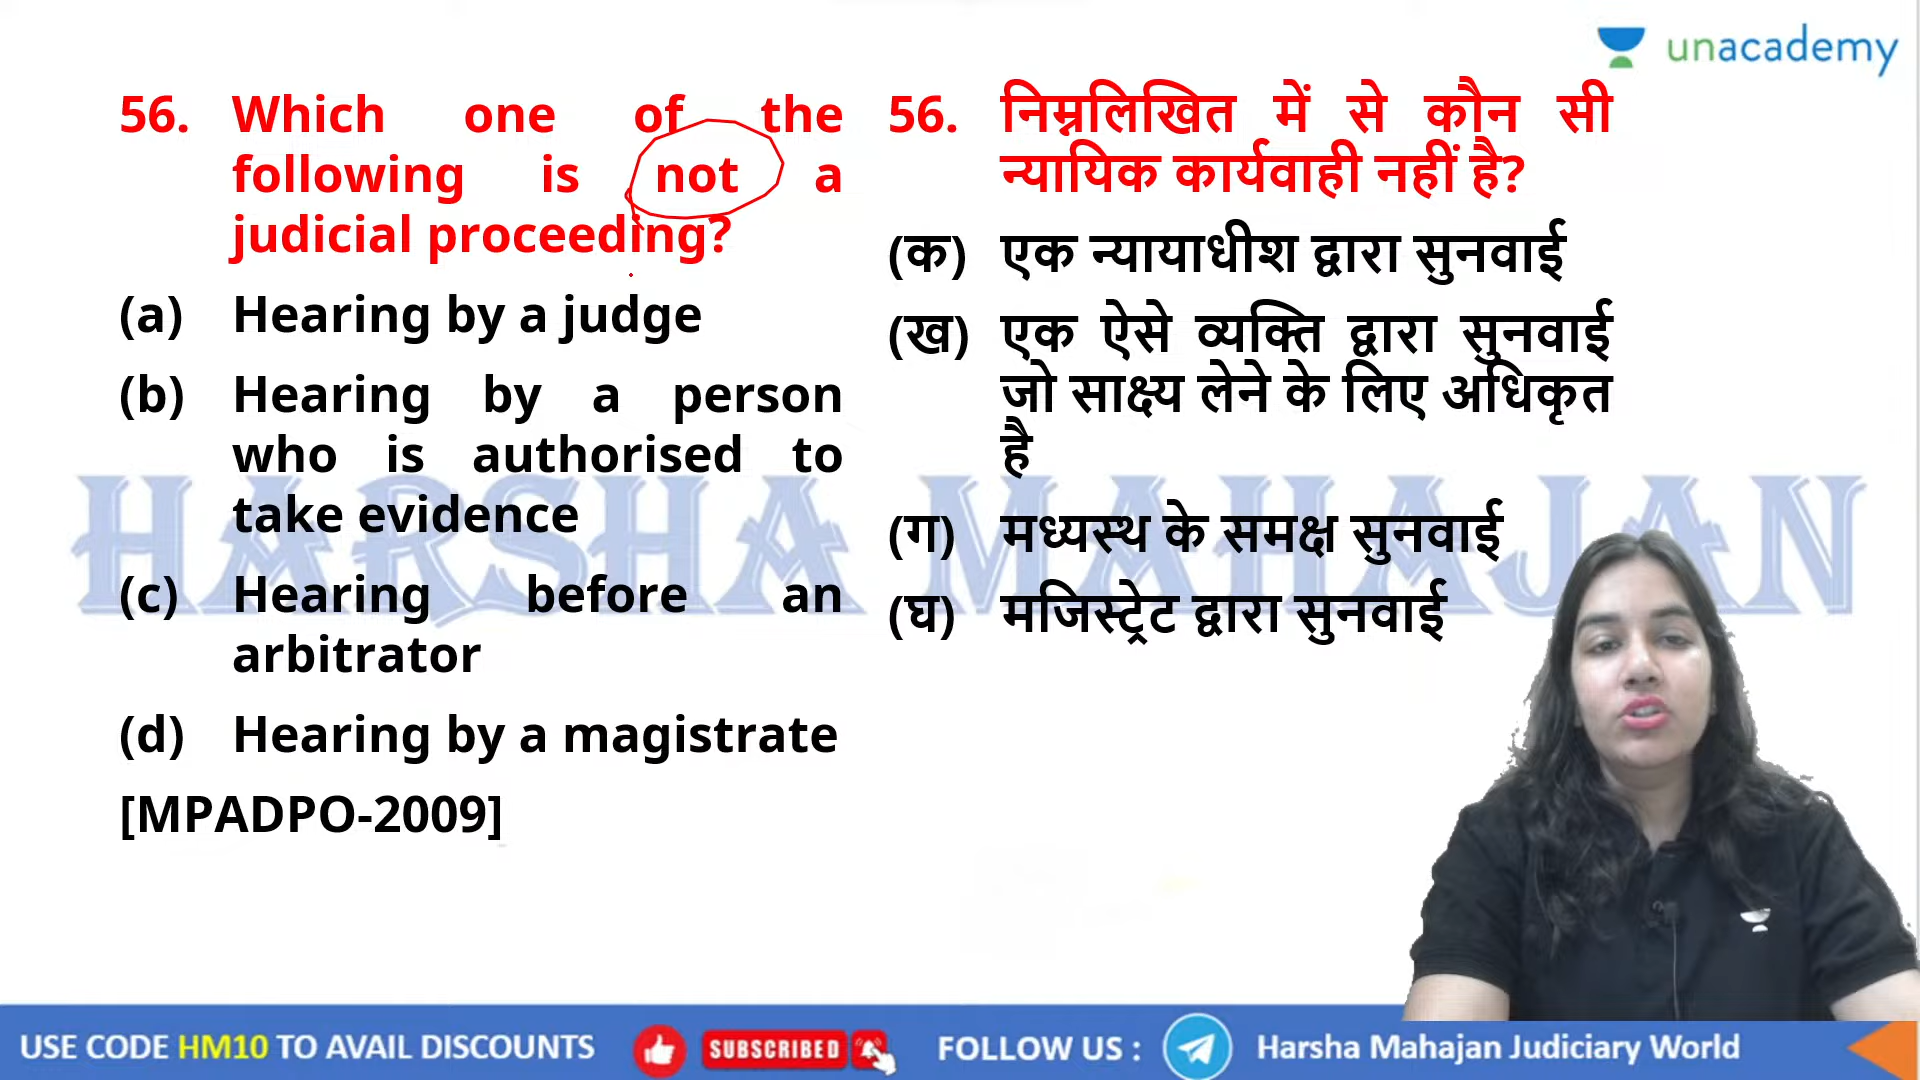 unacademy
56. Which one of the
following is not a
judicial proceeding?
(a) Hearing by a judge
(b) Hearing by a person
who is authorised to
take evidence
(c) Hearing before an
arbitrator
(d) Hearing by a magistrate
[MPADPO-2009]
56. निम्नलिखित में से कौन सी
न्यायिक कार्यवाही नहीं है?
(क) एक न्यायाधीश द्वारा सुनवाई
(ख) एक ऐसे व्यक्ति द्वारा सुनवाई
जो साक्ष्य लेने के लिए अधिकृत
है
(ग) मध्यस्थ के समक्ष सुनवाई
(घ) मजिस्ट्रेट द्वारा सुनवाई
HARSHA MAHAJAN
USE CODE HM10 TO AVAIL DISCOUNTS
SUBSCRIBED
FOLLOW US :
Harsha Mahajan Judiciary World